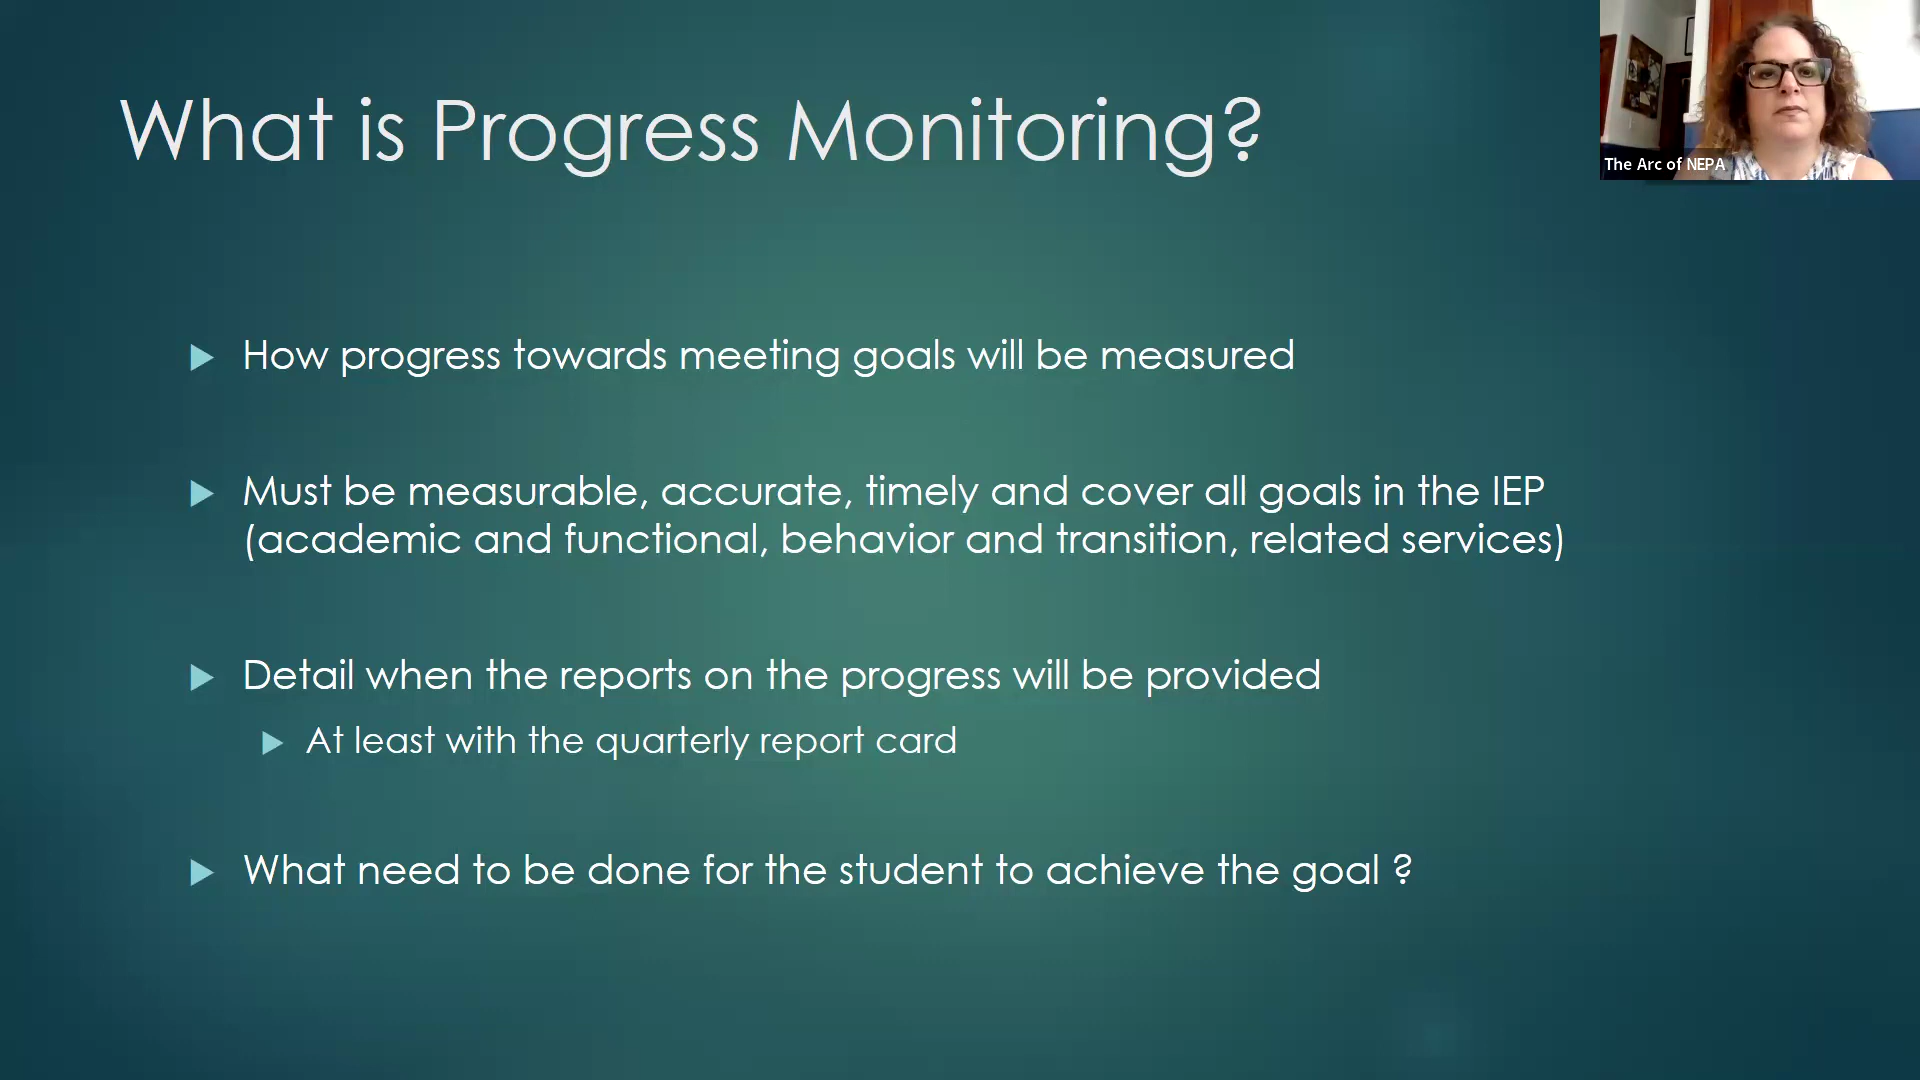 What is Progress Monitoring?
The Arc of NEPA
How progress towards meeting goals will be measured
Must be measurable, accurate, timely and cover all goals in the IEP
(academic and functional, behavior and transition, related services)
Detail when the reports on the progress will be provided
At least with the quarterly report card
What need to be done for the student to achieve the goal ?